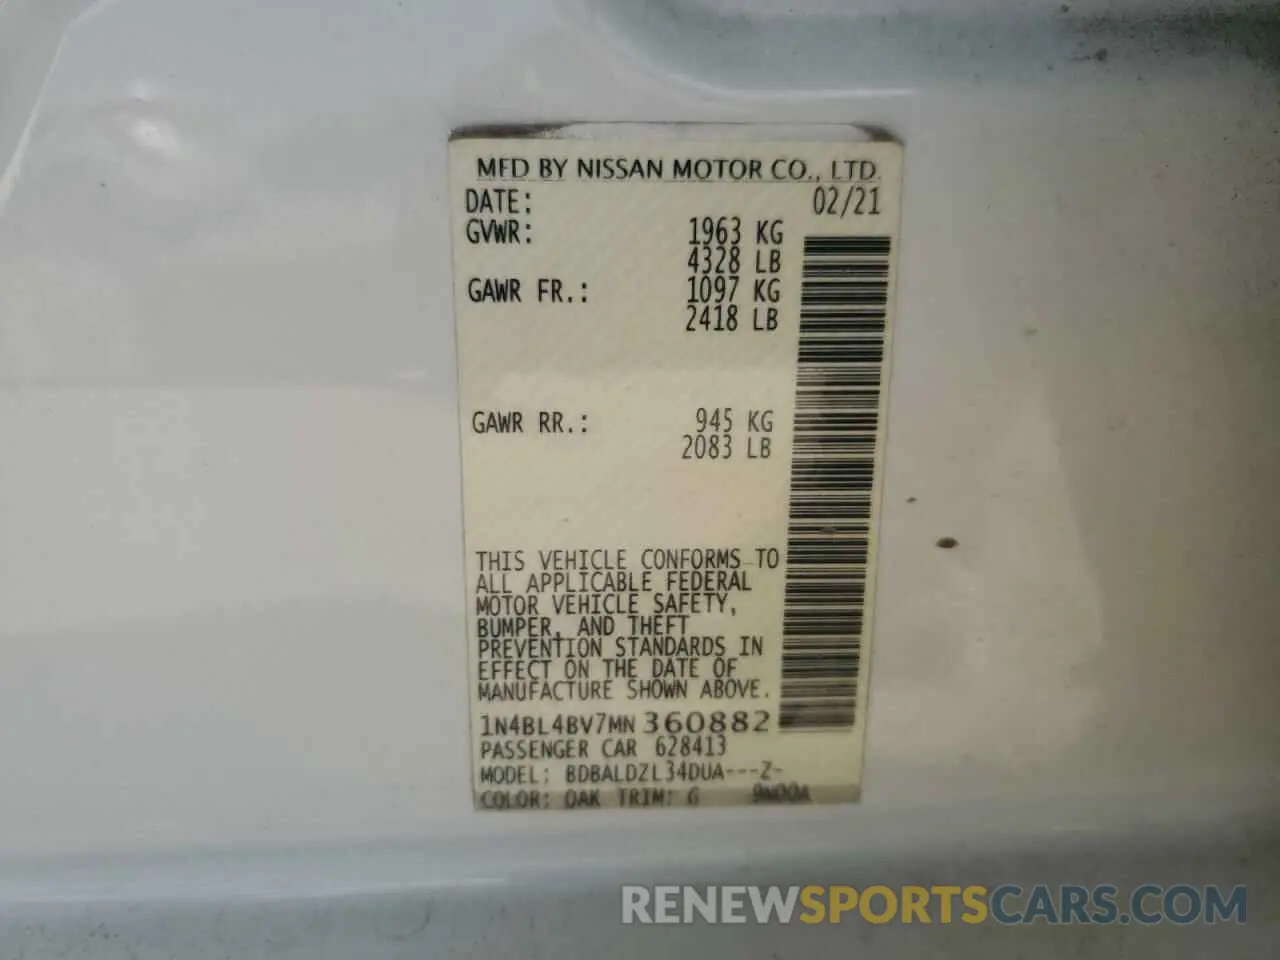 MFD BY NISSAN MOTOR CO., LTD.
DATE: 02/21
GVWR: 1963 KG
4328 LB
GAWR FR.: 1097 KG
2418 LB
GAWR RR.: 945 KG
2083 LB
THIS VEHICLE CONFORMS TO
ALL APPLICABLE FEDERAL
MOTOR VEHICLE SAFETY,
BUMPER, AND THEFT
PREVENTION STANDARDS IN
EFFECT ON THE DATE OF
MANUFACTURE SHOWN ABOVE.
1N4BL4BV7MN 360882
PASSENGER CAR 628413
MODEL: BDBALDZL34DUA---Z-
COLOR: QAK TRIM: G
RENEWSPORTSCARS.COM